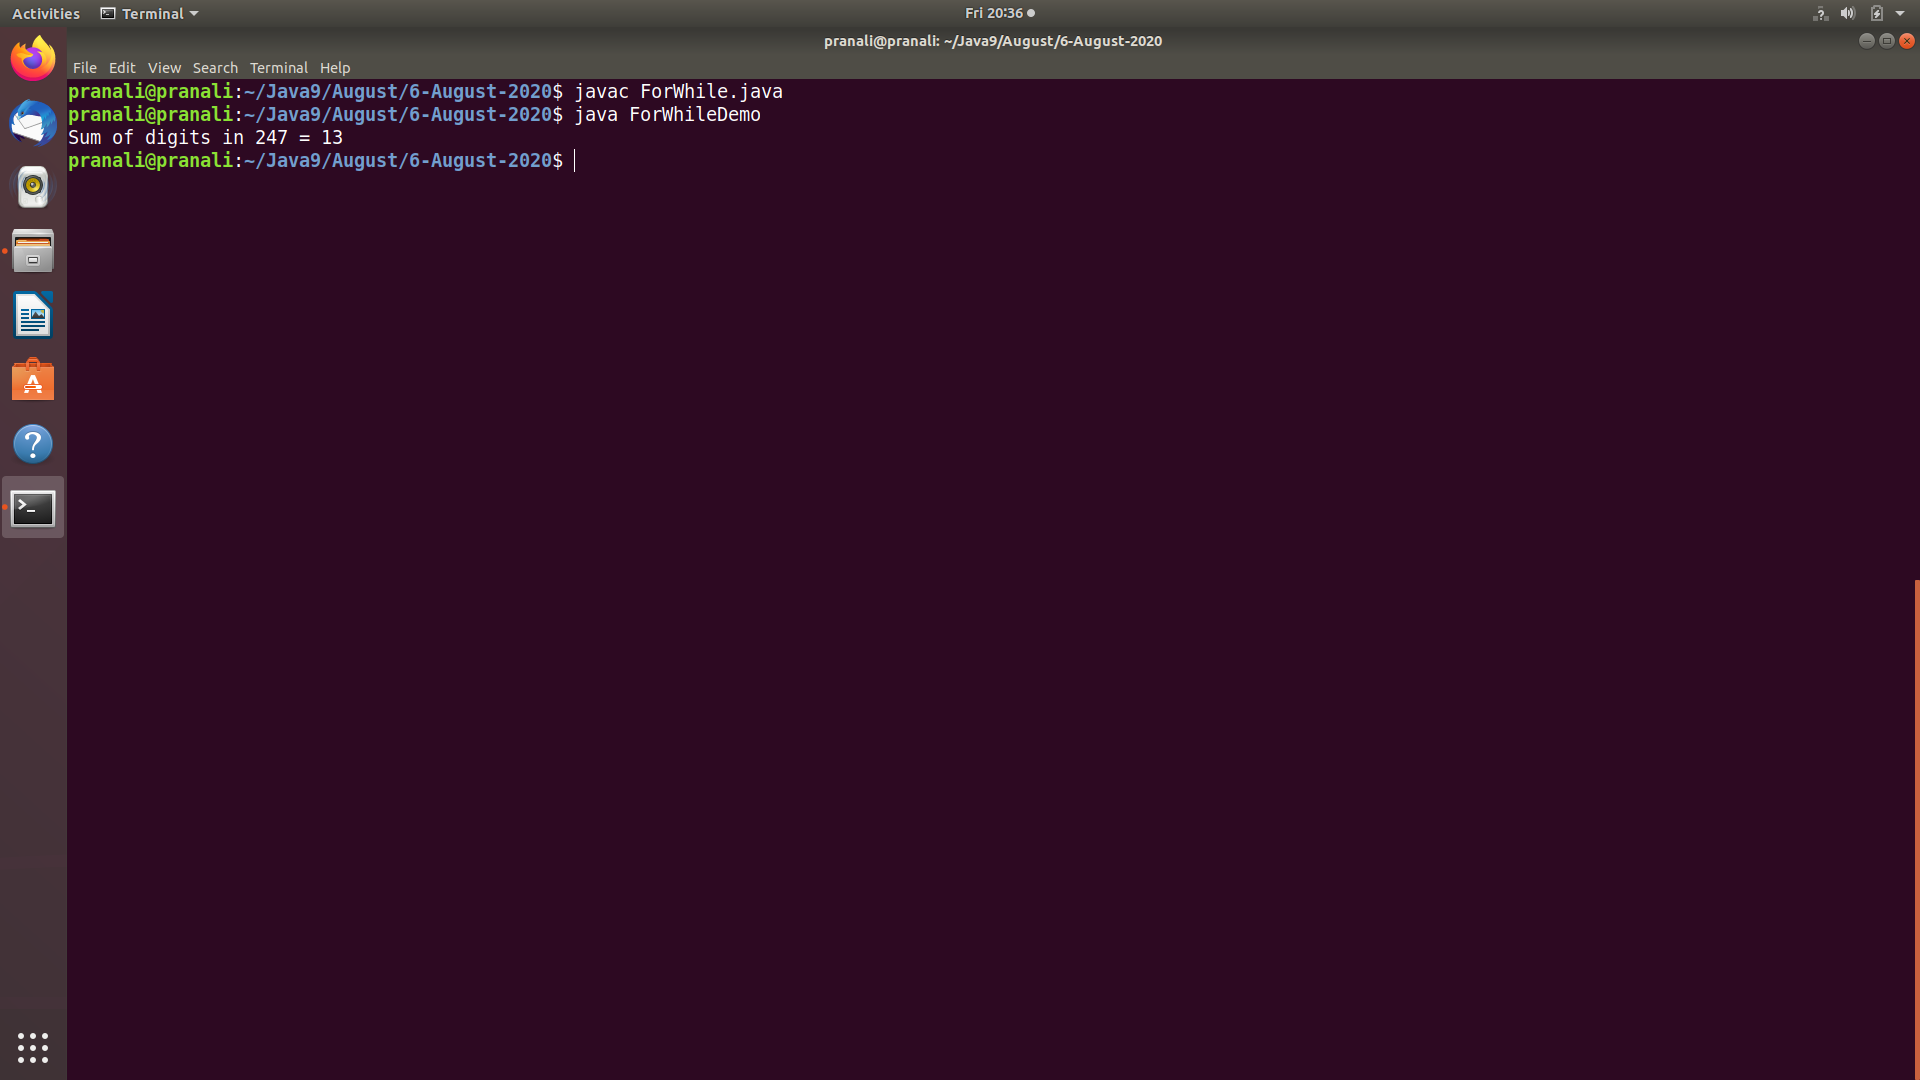 Activities Terminal Fri 20:36
pranali@pranali: ~/Java9/August/6-August-2020
File Edit View Search Terminal Help
pranali@pranali:~/Java9/August/6-August-2020$ javac ForWhile.java
pranali@pranali:~/Java9/August/6-August-2020$ java ForWhileDemo
Sum of digits in 247 = 13
pranali@pranali:~/Java9/August/6-August-2020$